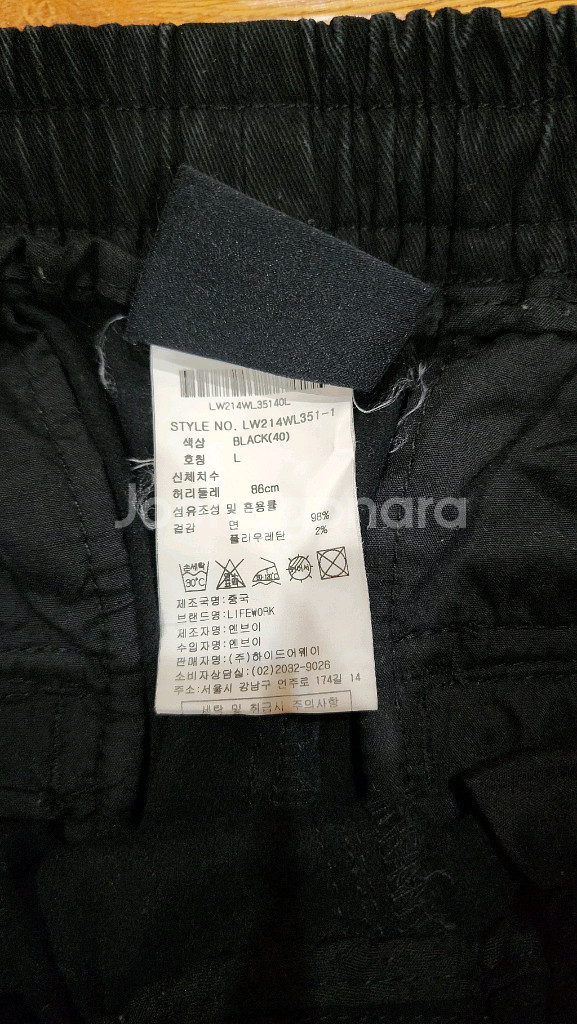 LW214WL35140L
STYLE NO. LW214WL351-1
색상 BLACK(40)
호칭 L
신체치수
허리둘레 86cm
섬유조성 및 혼용률
겉감 면 98%
폴리우레탄 2%
손세탁
30℃
제조국명:중국
브랜드명:LIFEWORK
제조자명:엔브이
수입자명:엔브이
판매자명:(주)하이드어웨이
소비자상담실:(02)2032-9026
주소:서울시 강남구 언주로 174길 14
세탁 및 취급시 주의사항